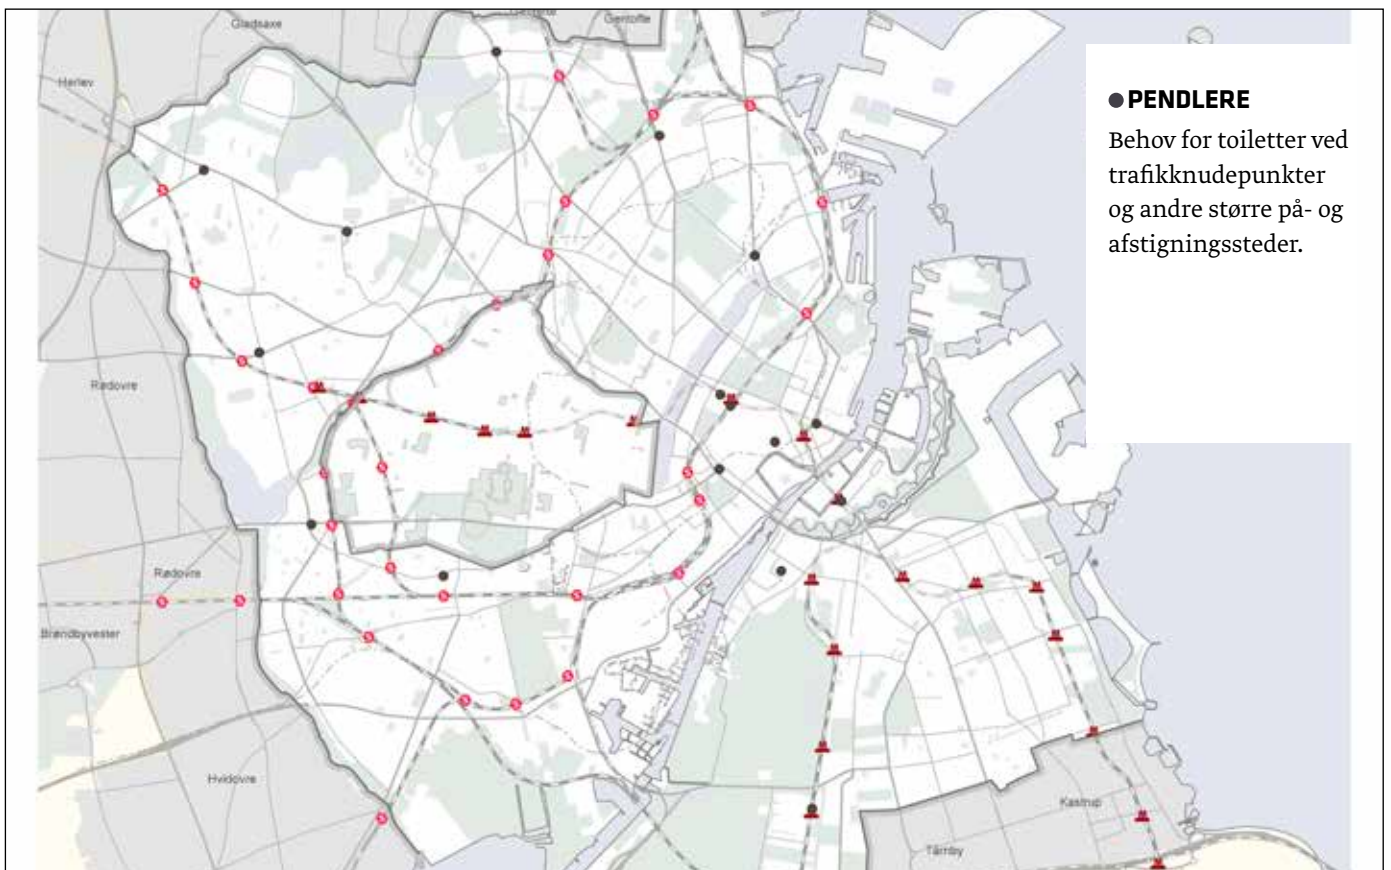 Gladsaxe
Gentofte
Herlev
Rødovre
Rødovre
Brøndbyvester
Hvidovre
Kastrup
Tårnby
PENDLERE
Behov for toiletter ved
trafikknudepunkter
og andre større på- og
afstigningssteder.